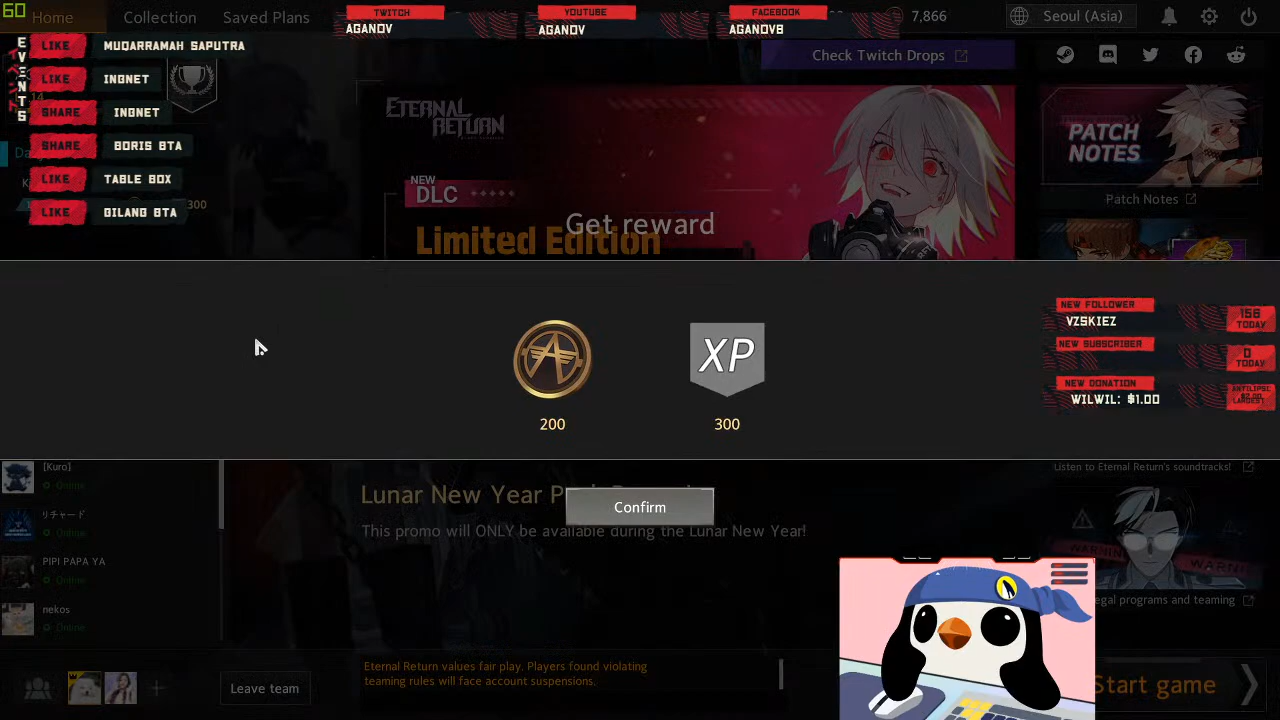 60
Home
Collection
Saved Plans
TWITCH
AGANOV
YOUTUBE
AGANOV
FACEBOOK
AGANOV8
7,866
Seoul (Asia)
EVENTS
LIKE MUQARRAMAH SAPUTRA
LIKE INGNET
SHARE INGNET
SHARE BORIS GTA
LIKE TABLE BOX
LIKE GILANG GTA
14
300
Check Twitch Drops
ETERNAL
RETURN
NEW
DLC
Limited Edition
PATCH
NOTES
Patch Notes
Get reward
200
XP
300
NEW FOLLOWER
VZSKIEZ
156
TODAY
NEW SUBSCRIBER
0
TODAY
NEW DONATION
WILWIL: $1.00
LARGEST
Confirm
[Kuro]
Online
リチャード
Online
PIPI PAPA YA
Online
nekos
Online
Lunar New Year P
This promo will ONLY be available during the Lunar New Year!
Listen to Eternal Return's soundtracks!
WARNING
egal programs and teaming
Leave team
Eternal Return values fair play. Players found violating
teaming rules will face account suspensions.
Start game